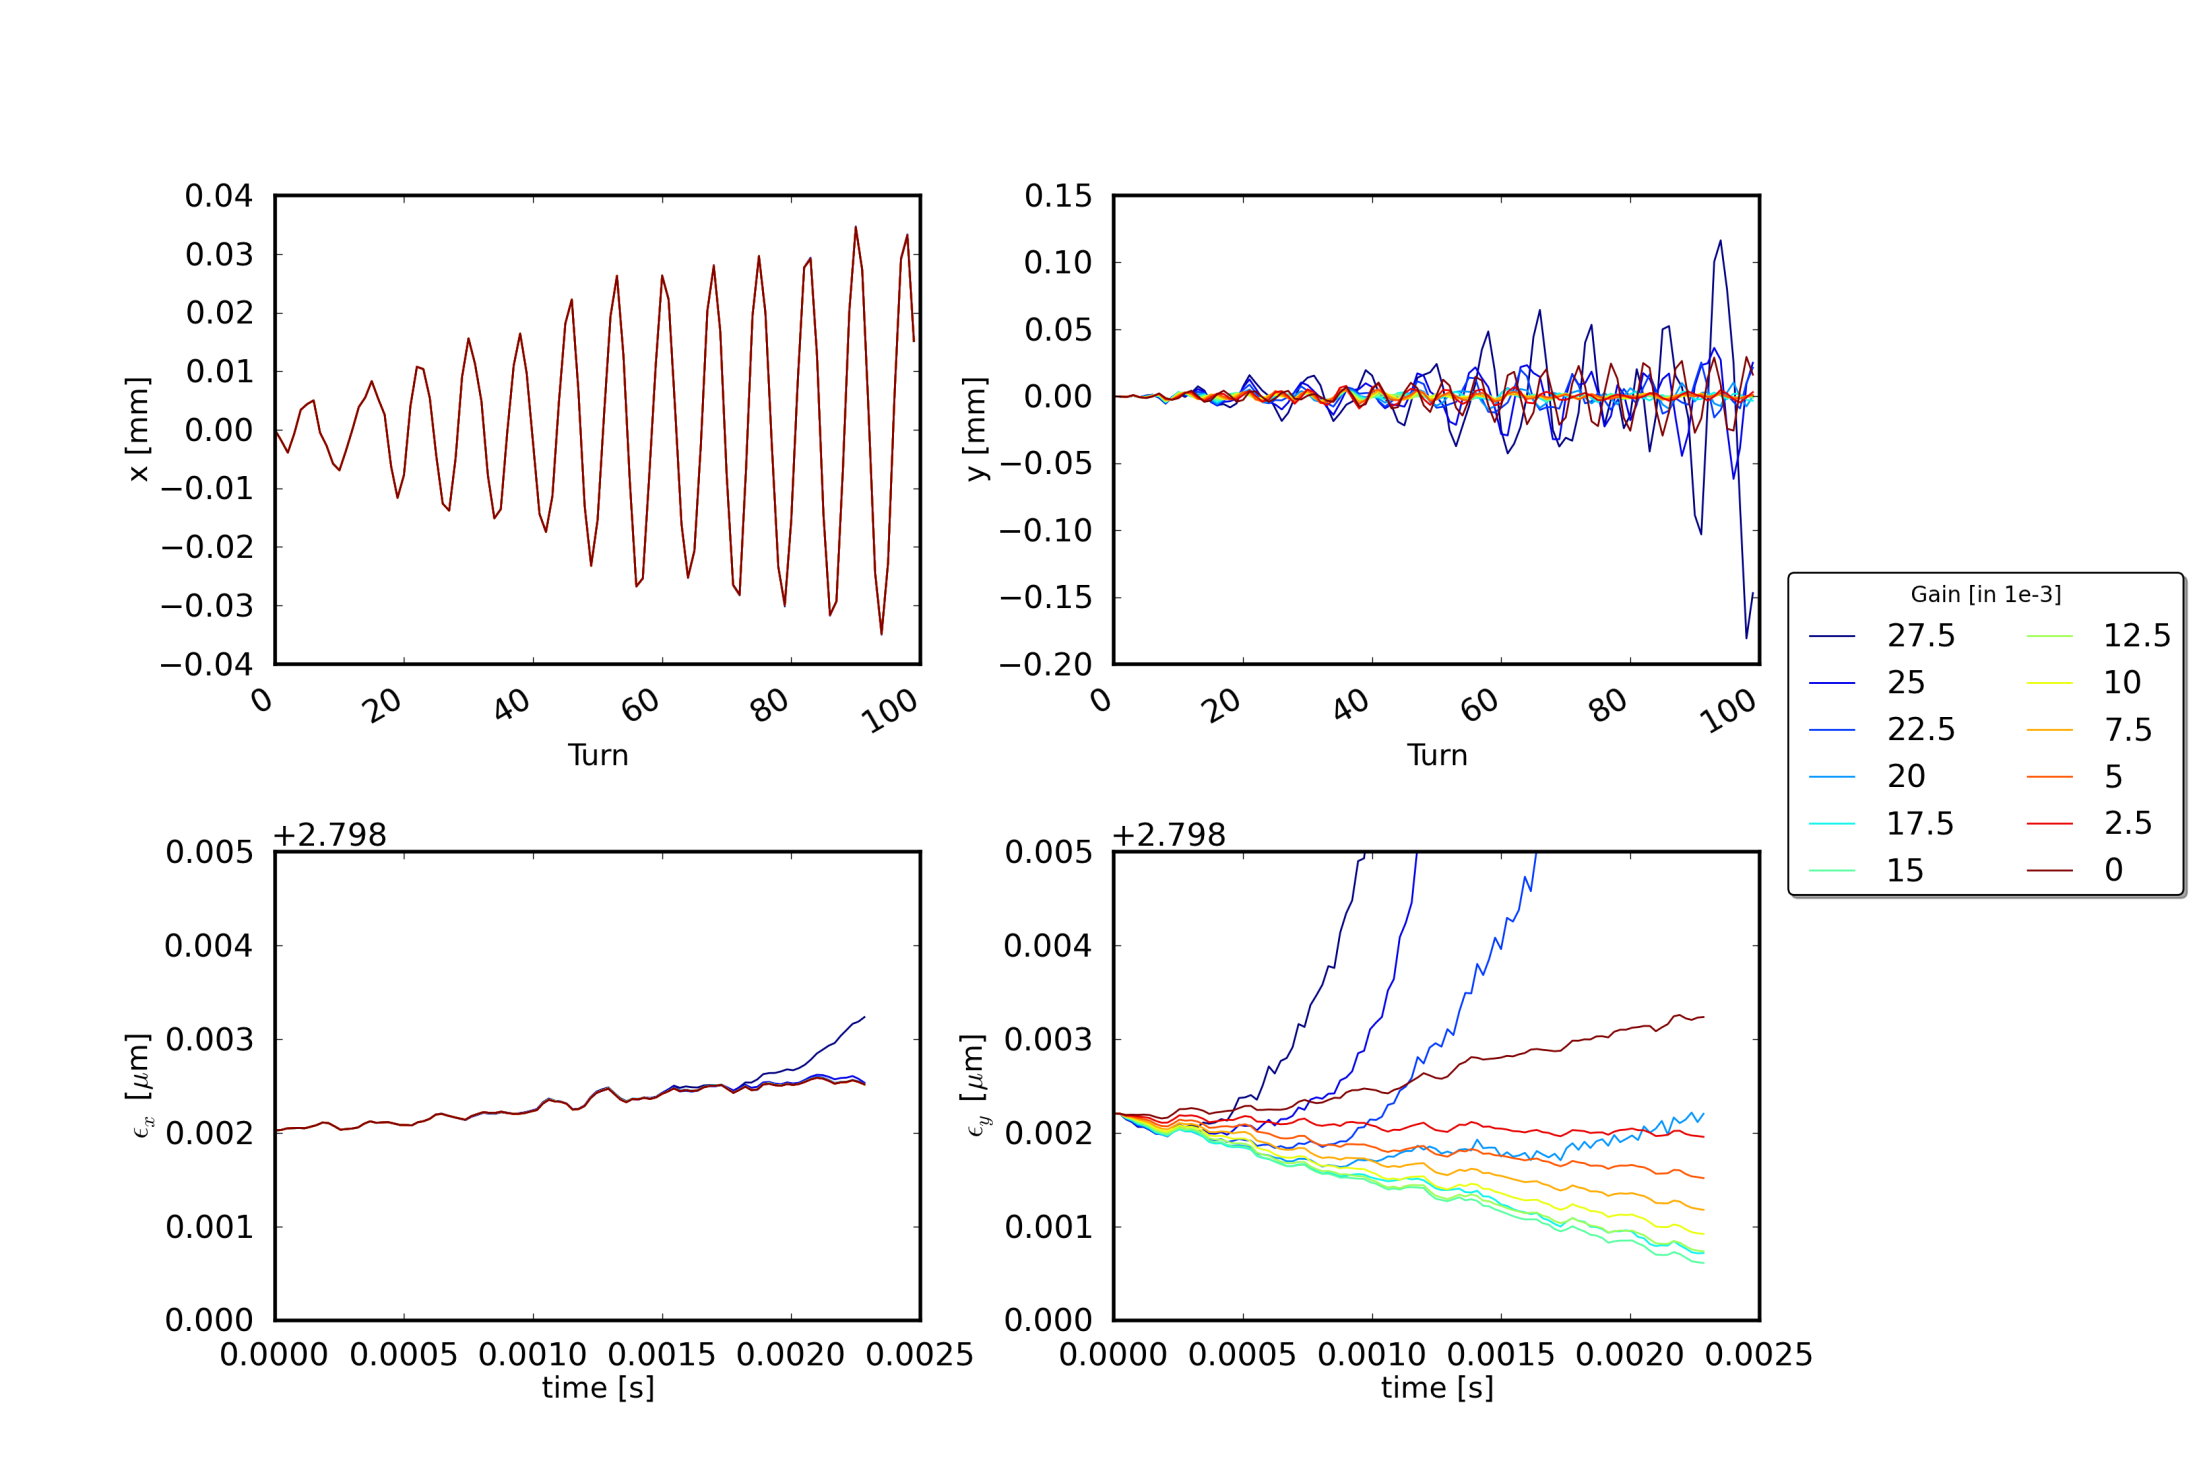 0.04
0.03
0.02
0.01
0.00
−0.01
−0.02
−0.03
−0.04
x [mm]
0 20 40 60 80 100
Turn
0.15
0.10
0.05
0.00
−0.05
−0.10
−0.15
−0.20
y [mm]
0 20 40 60 80 100
Turn
Gain [in 1e-3]
27.5 12.5
25 10
22.5 7.5
20 5
17.5 2.5
15 0
+2.798
0.005
0.004
0.003
0.002
0.001
0.000
ϵx [μm]
0.0000 0.0005 0.0010 0.0015 0.0020 0.0025
time [s]
+2.798
0.005
0.004
0.003
0.002
0.001
0.000
ϵy [μm]
0.0000 0.0005 0.0010 0.0015 0.0020 0.0025
time [s]